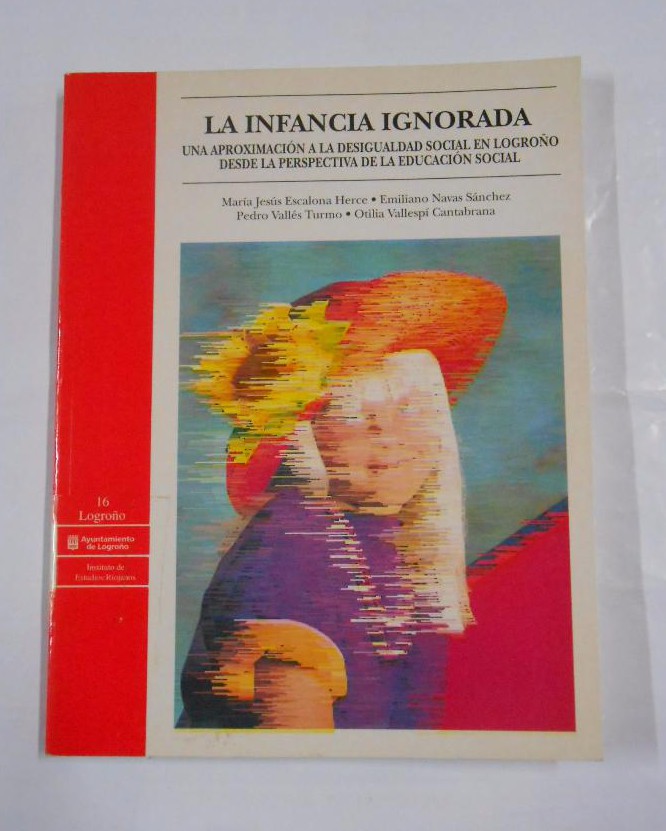 LA INFANCIA IGNORADA
UNA APROXIMACIÓN A LA DESIGUALDAD SOCIAL EN LOGROÑO
DESDE LA PERSPECTIVA DE LA EDUCACIÓN SOCIAL
María Jesús Escalona Herce • Emiliano Navas Sánchez
Pedro Vallés Turmo • Otilia Vallespí Cantabrana
16
Logroño
Ayuntamiento
de Logroño
Instituto de
Estudios Riojanos